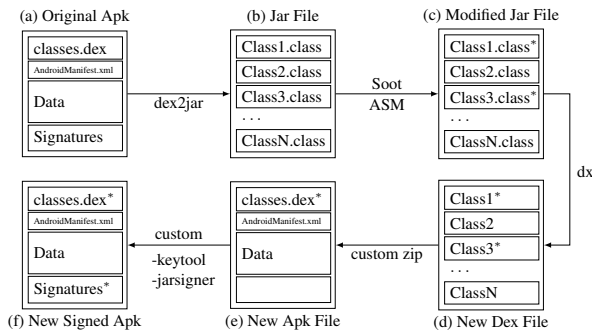 (a) Original Apk
classes.dex
AndroidManifest.xml
Data
Signatures
dex2jar
(b) Jar File
Class1.class
Class2.class
Class3.class
...
ClassN.class
Soot
ASM
(c) Modified Jar File
Class1.class*
Class2.class
Class3.class*
...
ClassN.class
dx
Class1*
Class2
Class3*
...
ClassN
(d) New Dex File
custom zip
classes.dex*
AndroidManifest.xml
Data
(e) New Apk File
custom
-keytool
-jarsigner
classes.dex*
AndroidManifest.xml
Data
Signatures*
(f) New Signed Apk